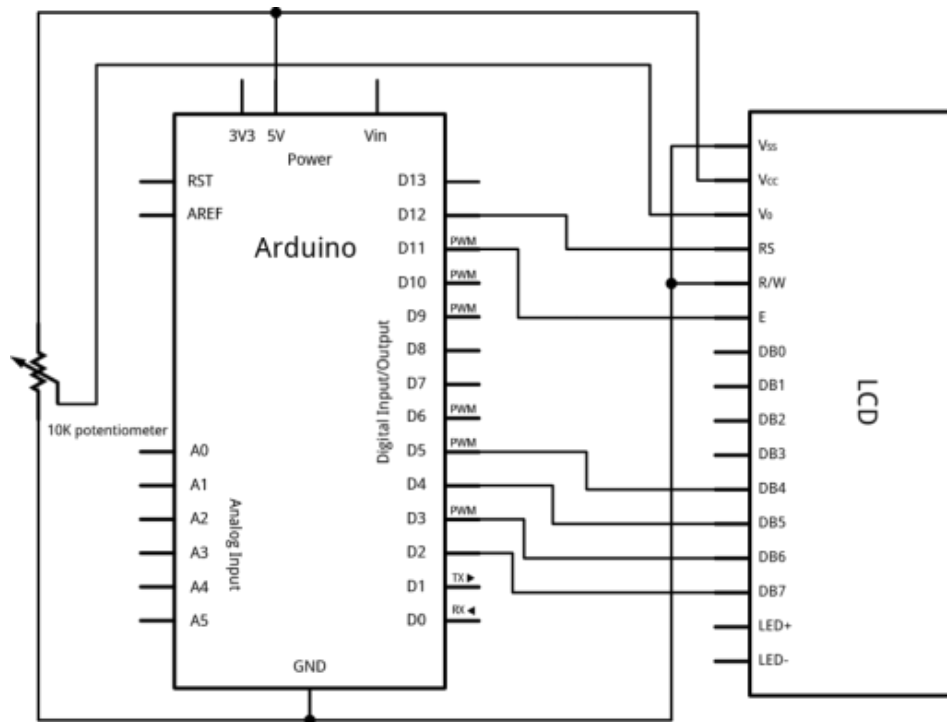 3V3 5V Vin
Power
RST
AREF
Arduino
10K potentiometer
A0
A1
A2
A3
A4
A5
Analog Input
GND
D13
D12
D11 PWM
D10 PWM
D9 PWM
D8
D7
D6 PWM
D5 PWM
D4
D3 PWM
D2
D1 TX ▶
D0 RX ◀
Digital Input/Output
Vss
Vcc
V0
RS
R/W
E
DB0
DB1
DB2
DB3
DB4
DB5
DB6
DB7
LED+
LED-
LCD